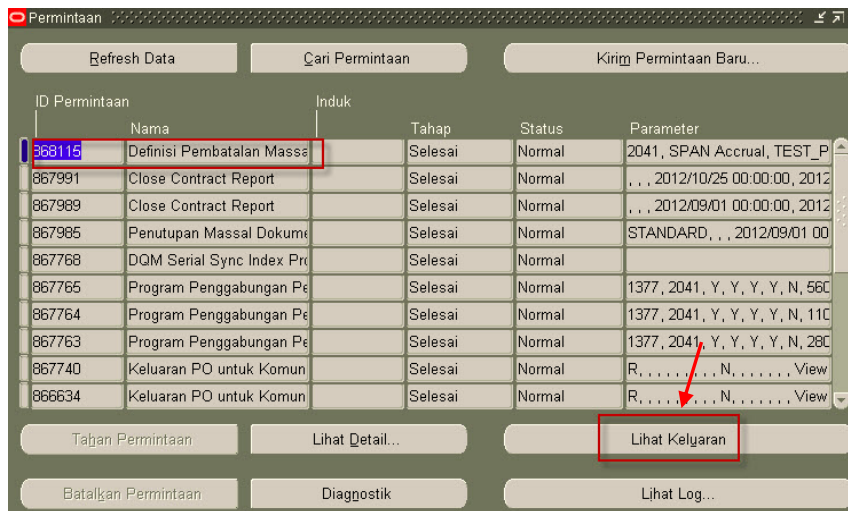 Permintaan
Refresh Data Cari Permintaan Kirim Permintaan Baru...
ID Permintaan Induk
Nama Tahap Status Parameter
868115 Definisi Pembatalan Massa Selesai Normal 2041, SPAN Accrual, TEST_P
867991 Close Contract Report Selesai Normal , , , 2012/10/25 00:00:00, 2012
867989 Close Contract Report Selesai Normal , , , 2012/09/01 00:00:00, 2012
867985 Penutupan Massal Dokume Selesai Normal STANDARD, , , 2012/09/01 00
867768 DQM Serial Sync Index Pro Selesai Normal
867765 Program Penggabungan Pe Selesai Normal 1377, 2041, Y, Y, Y, Y, N, 560
867764 Program Penggabungan Pe Selesai Normal 1377, 2041, Y, Y, Y, Y, N, 110
867763 Program Penggabungan Pe Selesai Normal 1377, 2041, Y, Y, Y, Y, N, 280
867740 Keluaran PO untuk Komun Selesai Normal R, , , , , , , , N, , , , , , , View
866634 Keluaran PO untuk Komun Selesai Normal R, , , , , , , , N, , , , , , , View
Tahan Permintaan Lihat Detail... Lihat Keluaran
Batalkan Permintaan Diagnostik Lihat Log...